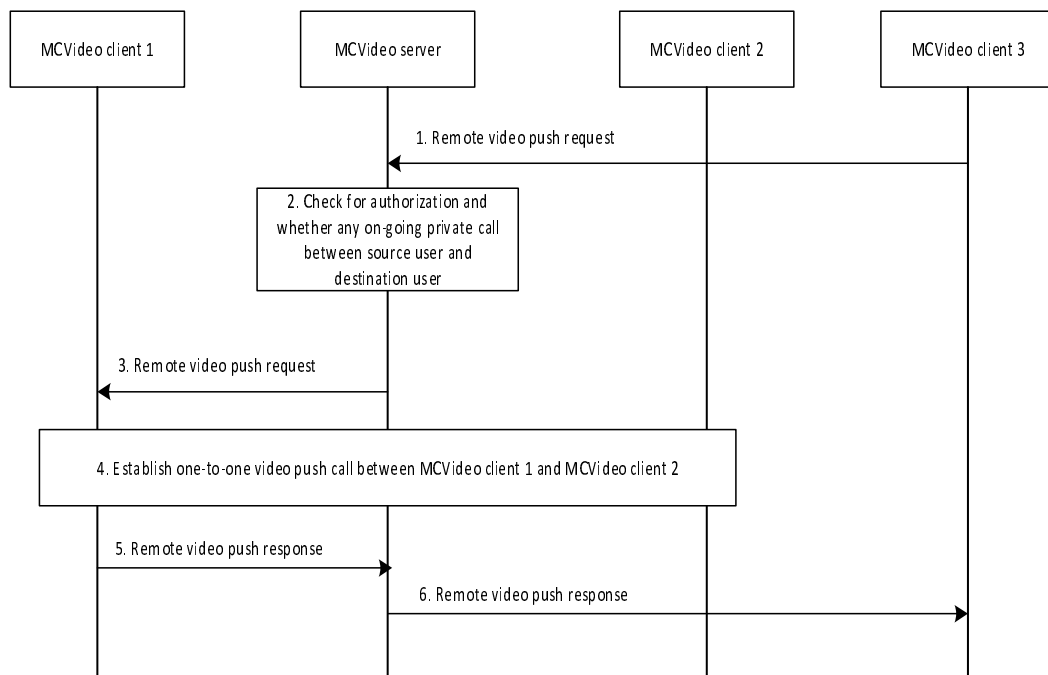 MCVideo client 1
MCVideo server
MCVideo client 2
MCVideo client 3
1. Remote video push request
2. Check for authorization and
whether any on-going private call
between source user and
destination user
3. Remote video push request
4. Establish one-to-one video push call between MCVideo client 1 and MCVideo client 2
5. Remote video push response
6. Remote video push response